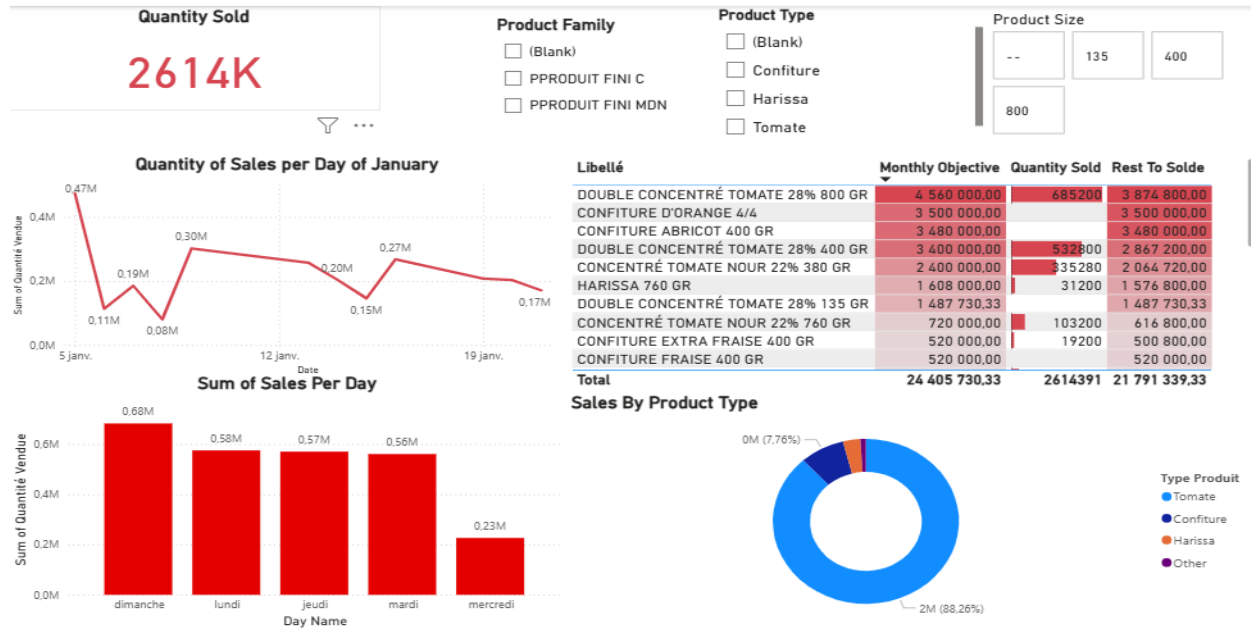 Quantity Sold
2614K
Product Family
(Blank)
PPRODUIT FINI C
PPRODUIT FINI MDN
Product Type
(Blank)
Confiture
Harissa
Tomate
Product Size
--
135
400
800
Quantity of Sales per Day of January
Sum of Quantité Vendue
0,4M
0,2M
0,0M
0,47M
0,11M
0,19M
0,08M
0,30M
0,20M
0,15M
0,27M
0,17M
5 janv.
12 janv.
19 janv.
Date
Libellé Monthly Objective Quantity Sold Rest To Solde
DOUBLE CONCENTRÉ TOMATE 28% 800 GR 4 560 000,00 685200 3 874 800,00
CONFITURE D'ORANGE 4/4 3 500 000,00 3 500 000,00
CONFITURE ABRICOT 400 GR 3 480 000,00 3 480 000,00
DOUBLE CONCENTRÉ TOMATE 28% 400 GR 3 400 000,00 532800 2 867 200,00
CONCENTRÉ TOMATE NOUR 22% 380 GR 2 400 000,00 335280 2 064 720,00
HARISSA 760 GR 1 608 000,00 31200 1 576 800,00
DOUBLE CONCENTRÉ TOMATE 28% 135 GR 1 487 730,33 1 487 730,33
CONCENTRÉ TOMATE NOUR 22% 760 GR 720 000,00 103200 616 800,00
CONFITURE EXTRA FRAISE 400 GR 520 000,00 19200 500 800,00
CONFITURE FRAISE 400 GR 520 000,00 520 000,00
Total 24 405 730,33 2614391 21 791 339,33
Sum of Sales Per Day
Sum of Quantité Vendue
0,6M
0,4M
0,2M
0,0M
0,68M
0,58M
0,57M
0,56M
0,23M
dimanche
lundi
jeudi
mardi
mercredi
Day Name
Sales By Product Type
0M (7,76%)
2M (88,26%)
Type Produit
Tomate
Confiture
Harissa
Other